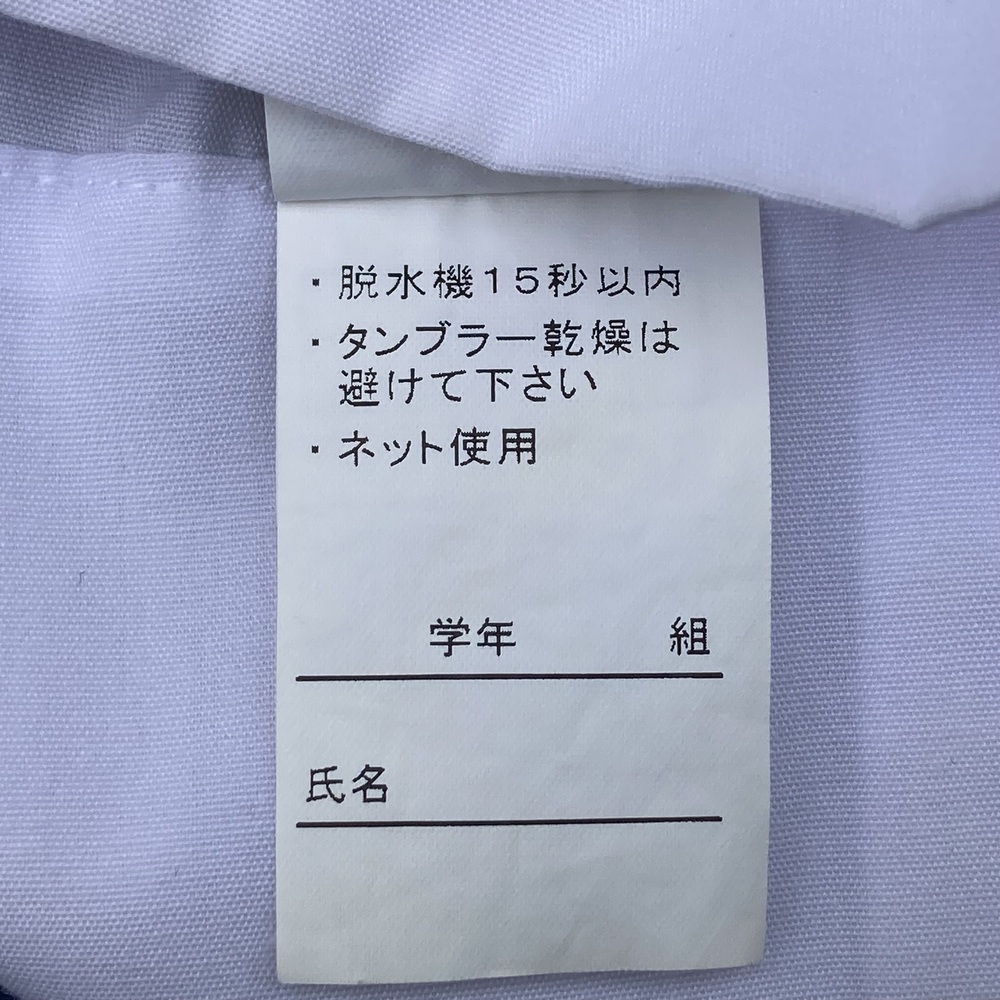 ・脱水機15秒以内
・タンブラー乾燥は
避けて下さい
・ネット使用
学年 組
氏名